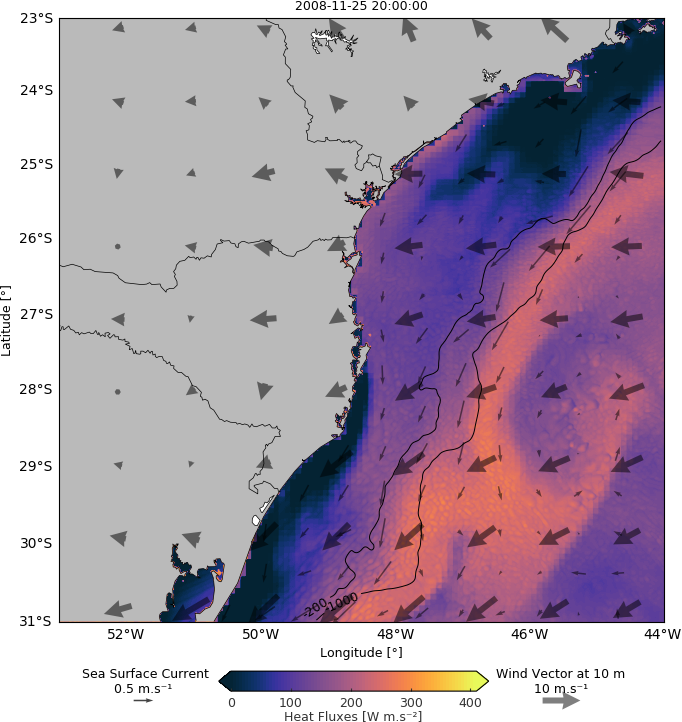 2008-11-25 20:00:00
23°S
24°S
25°S
26°S
27°S
28°S
29°S
30°S
31°S
Latitude [°]
-200
-1000
52°W 50°W 48°W 46°W 44°W
Longitude [°]
Sea Surface Current
0.5 m.s⁻¹
Wind Vector at 10 m
10 m.s⁻¹
0 100 200 300 400
Heat Fluxes [W m.s⁻²]